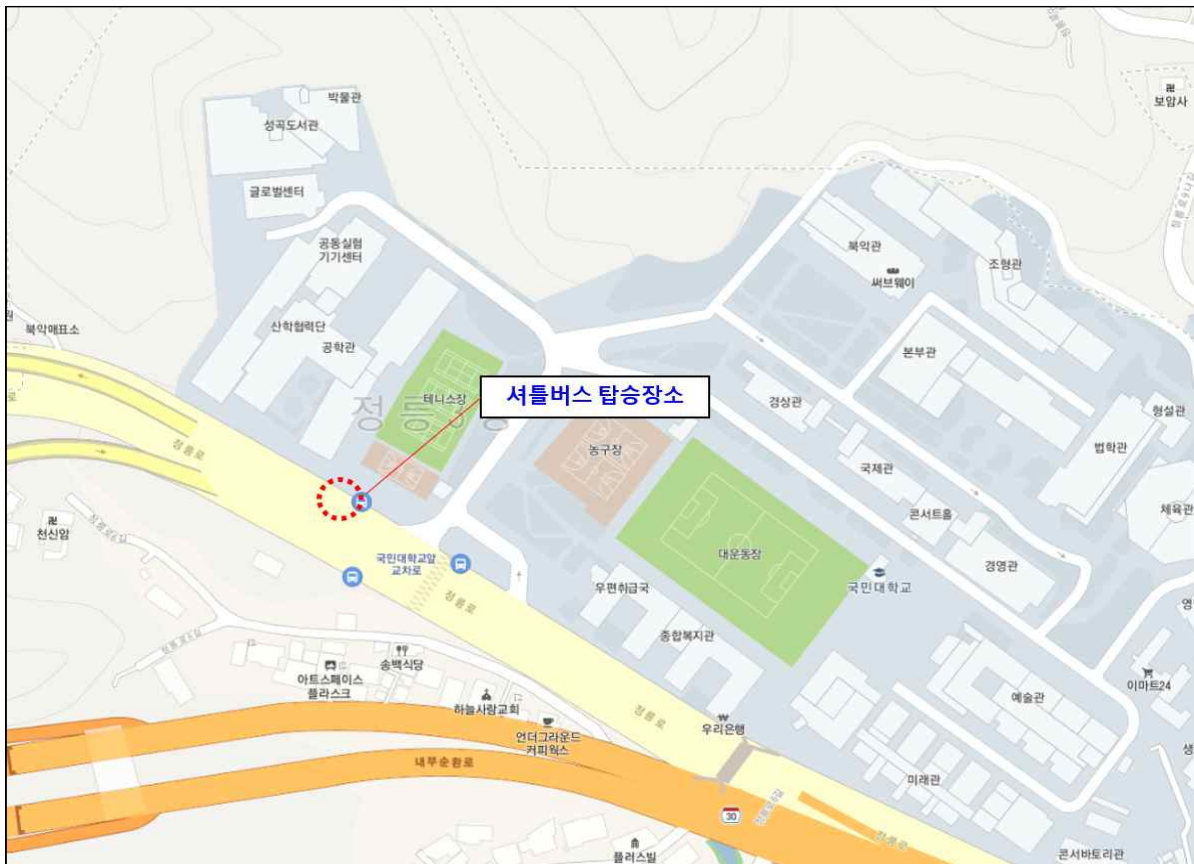 박물관
성곡도서관
卍
보암사
글로벌센터
정릉로9나길
공동실험
기기센터
북악관
써브웨이
조형관
산학협력단
공학관
북악매표소
본부관
테니스장
셔틀버스 탑승장소
경상관
형설관
농구장
법학관
정릉로
국제관
콘서트홀
체육관
卍
천신암
대운동장
경영관
국민대학교앞
교차로
우편취급국
국민대학교
정릉로
종합복지관
송백식당
아트스페이스
플라스크
이마트24
예술관
하늘사랑교회
정릉로
우리은행
언더그라운드
커피웍스
내부순환로
미래관
30
정릉로
플러스빌
콘서바토리관